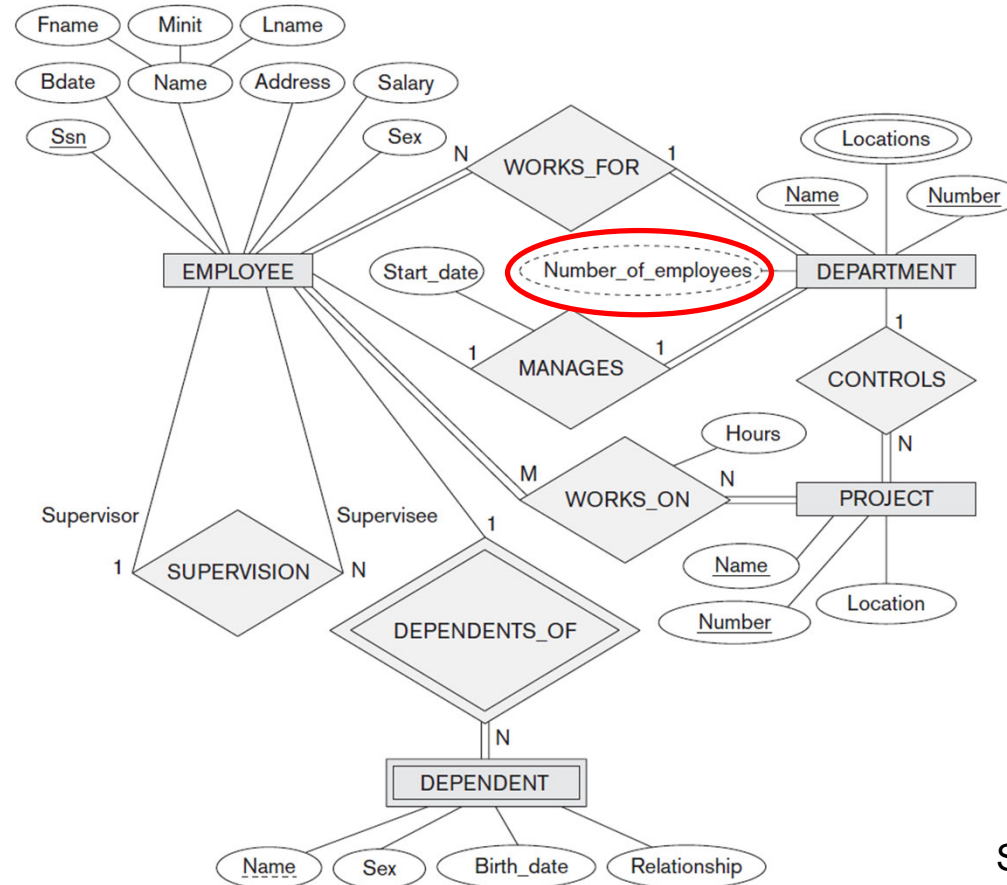 Fname Minit Lname
Bdate Name Address Salary
Ssn Sex
N WORKS_FOR 1
Locations
Name Number
EMPLOYEE Start_date Number_of_employees DEPARTMENT
1 MANAGES 1
1
CONTROLS
N
Hours
M WORKS_ON N
PROJECT
Supervisor Supervisee
1
1 SUPERVISION N
Name
Number Location
DEPENDENTS_OF
N
DEPENDENT
Name Sex Birth_date Relationship
S